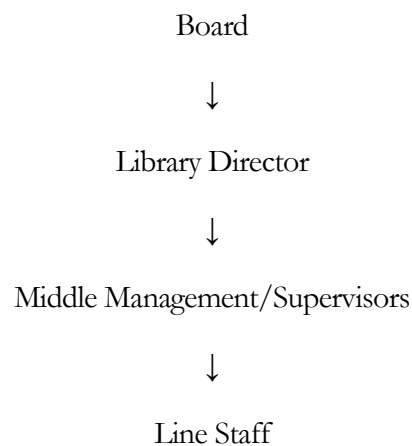 Board
↓
Library Director
↓
Middle Management/Supervisors
↓
Line Staff